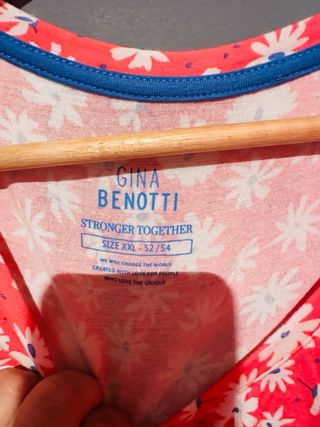 GINA
BENOTTI
STRONGER TOGETHER
SIZE XXL - 52/54
WE WILL CHANGE THE WORLD
CREATED WITH LOVE FOR PEOPLE
WHO LOVE THE UNIQUE